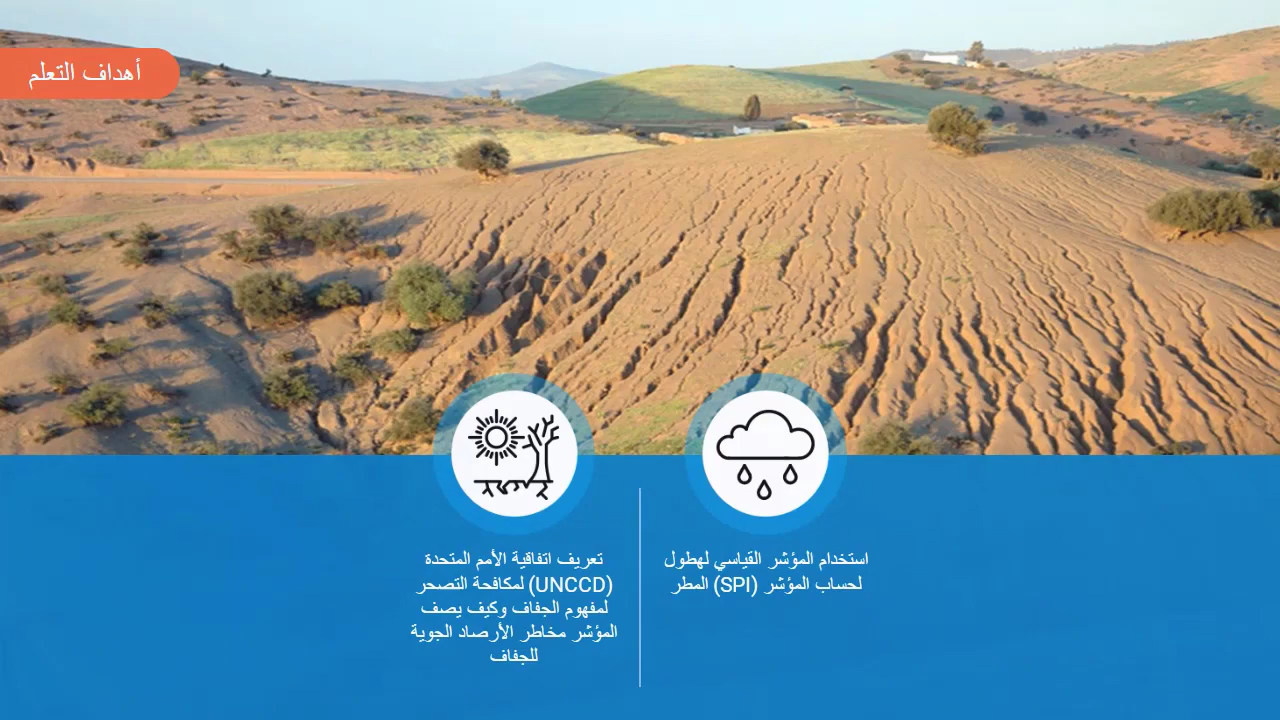 أهداف التعلم
استخدام المؤشر القياسي لهطول
المطر (SPI) لحساب المؤشر
تعريف اتفاقية الأمم المتحدة
لمكافحة التصحر (UNCCD)
لمفهوم الجفاف وكيف يصف
المؤشر مخاطر الأرصاد الجوية
للجفاف